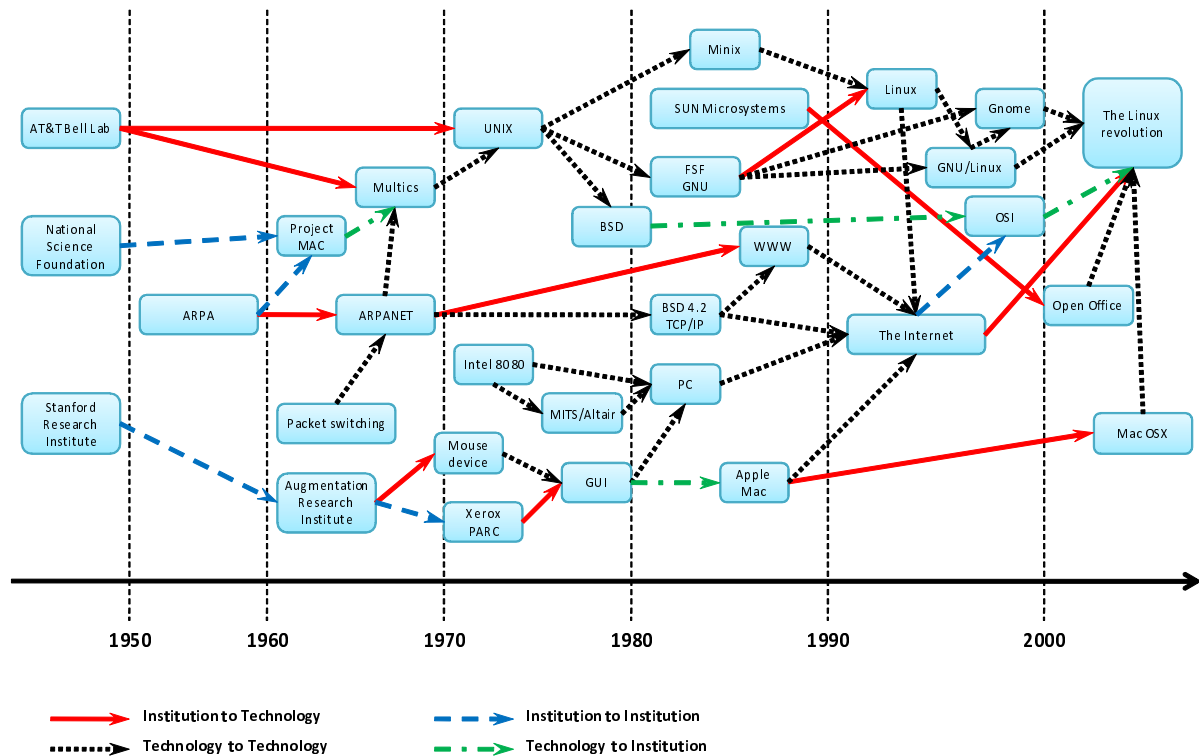 Minix
Linux
SUN Microsystems
Gnome
The Linux
revolution
AT&T Bell Lab
UNIX
FSF
GNU
GNU/Linux
Multics
National
Science
Foundation
Project
MAC
BSD
OSI
WWW
ARPA
ARPANET
BSD 4.2
TCP/IP
The Internet
Open Office
Intel 8080
PC
MITS/Altair
Stanford
Research
Institute
Packet switching
Mouse
device
Mac OSX
Augmentation
Research
Institute
GUI
Apple
Mac
Xerox
PARC
1950 1960 1970 1980 1990 2000
Institution to Technology
Institution to Institution
Technology to Technology
Technology to Institution